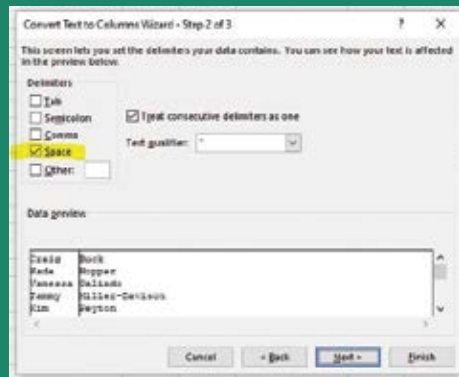 Convert Text to Columns Wizard - Step 2 of 3 ? ×
This screen lets you set the delimiters your data contains. You can see how your text is affected
in the preview below.
Delimiters
Tab
Semicolon
Comma
Space
Other:
Treat consecutive delimiters as one
Text qualifier: "
Data preview
Craig Bock
Wade Hopper
Vanessa Galindo
Tammy Miller-Davison
Kim Peyton
Cancel < Back Next > Finish